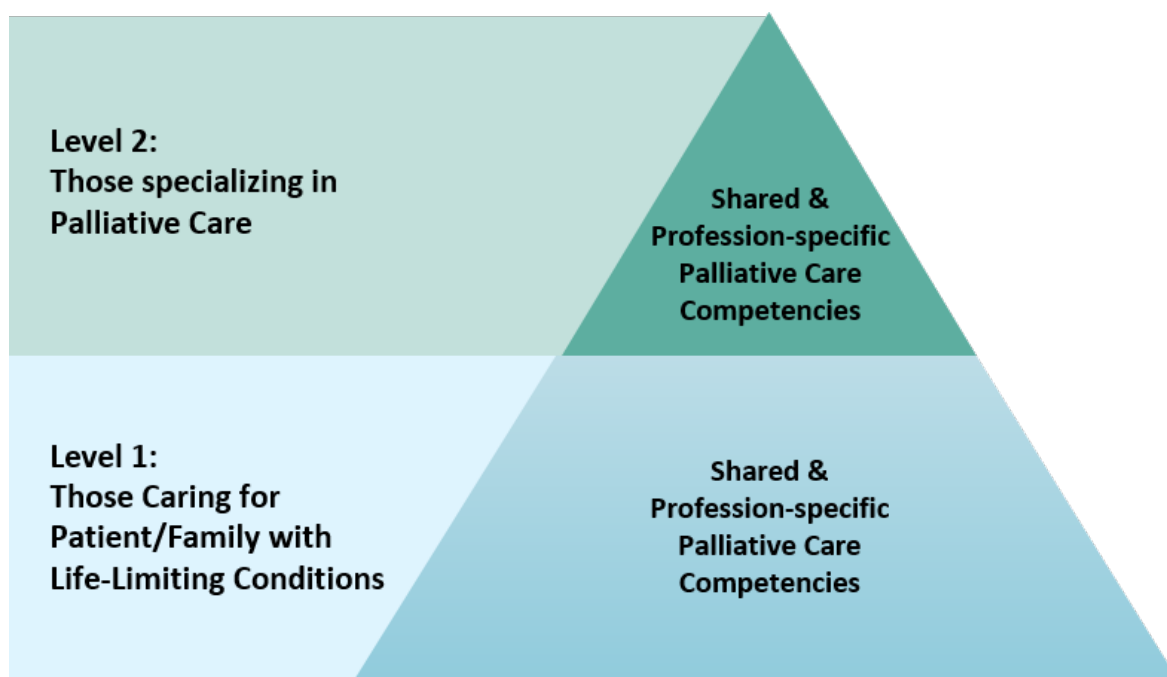 Level 2:
Those specializing in
Palliative Care
Shared &
Profession-specific
Palliative Care
Competencies
Level 1:
Those Caring for
Patient/Family with
Life-Limiting Conditions
Shared &
Profession-specific
Palliative Care
Competencies